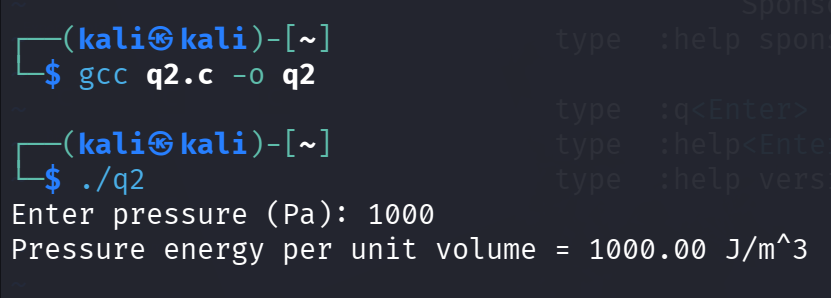 Spons
┌──(kali㉿kali)-[~]
type :help spon
└─$ gcc q2.c -o q2
type :q<Enter>
┌──(kali㉿kali)-[~]
type :help<Ente
└─$ ./q2
type :help vers
Enter pressure (Pa): 1000
Pressure energy per unit volume = 1000.00 J/m^3